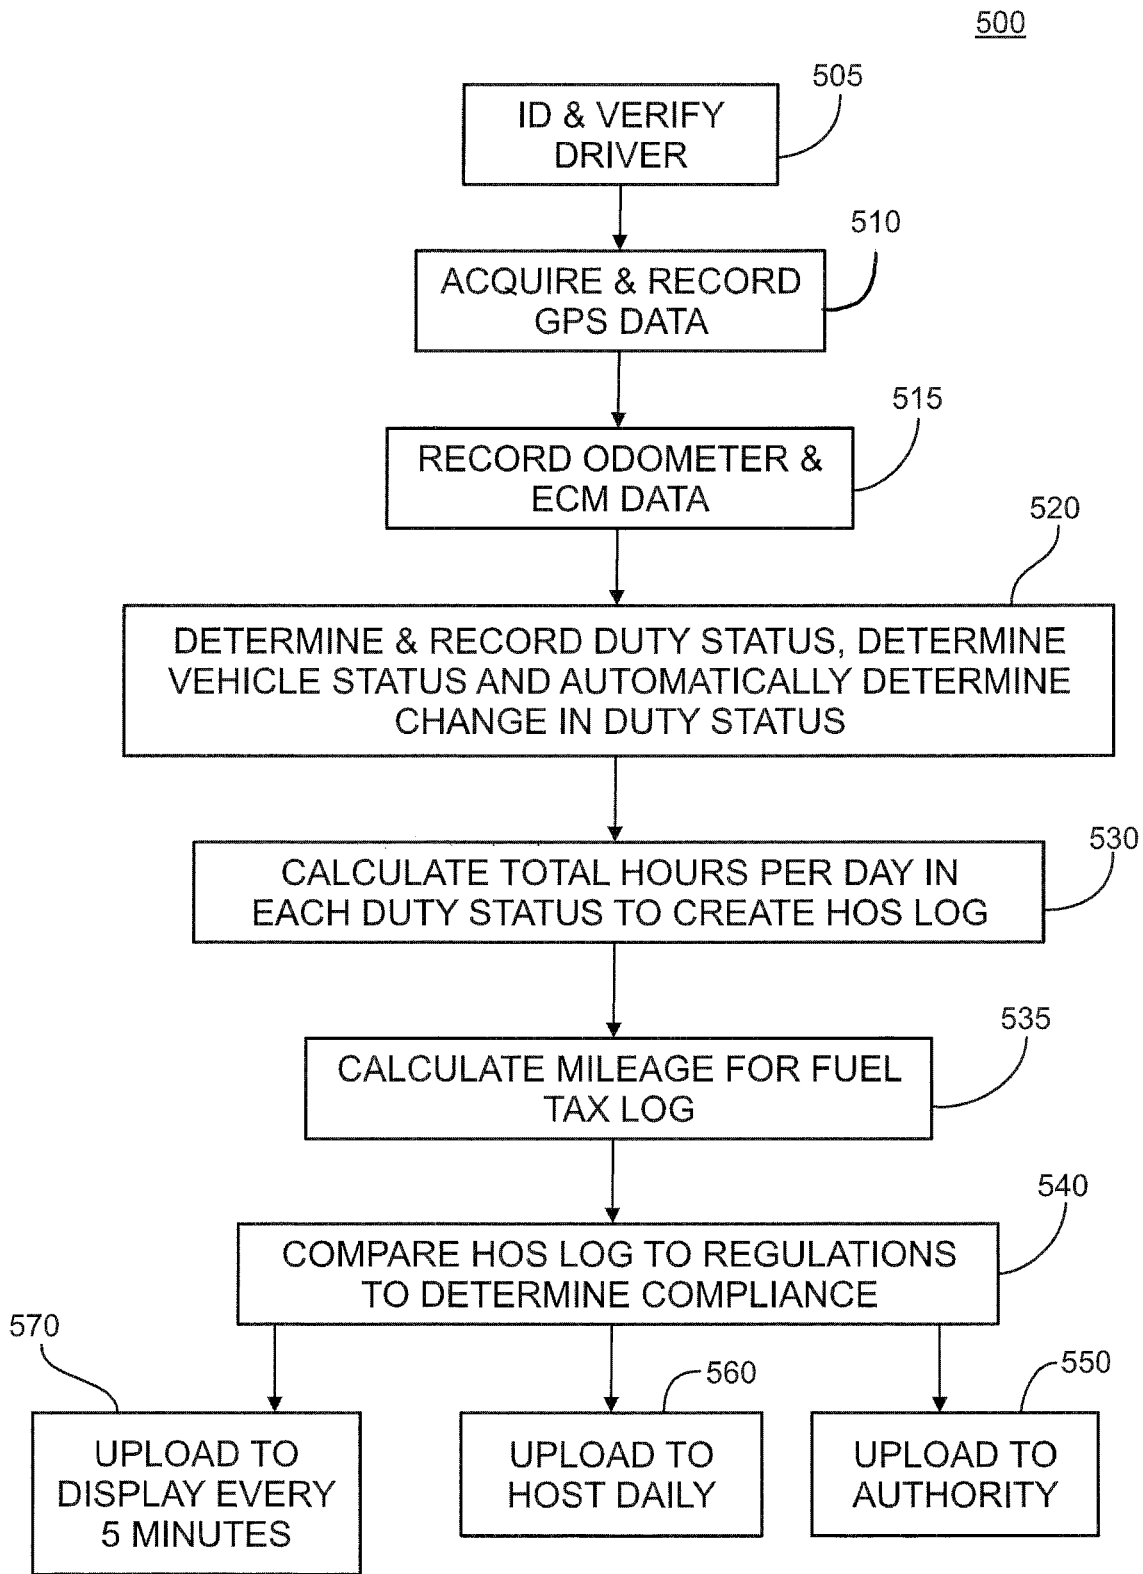 500
505
ID & VERIFY
DRIVER
510
ACQUIRE & RECORD
GPS DATA
515
RECORD ODOMETER &
ECM DATA
520
DETERMINE & RECORD DUTY STATUS, DETERMINE
VEHICLE STATUS AND AUTOMATICALLY DETERMINE
CHANGE IN DUTY STATUS
530
CALCULATE TOTAL HOURS PER DAY IN
EACH DUTY STATUS TO CREATE HOS LOG
535
CALCULATE MILEAGE FOR FUEL
TAX LOG
540
COMPARE HOS LOG TO REGULATIONS
TO DETERMINE COMPLIANCE
570
UPLOAD TO
DISPLAY EVERY
5 MINUTES
560
UPLOAD TO
HOST DAILY
550
UPLOAD TO
AUTHORITY